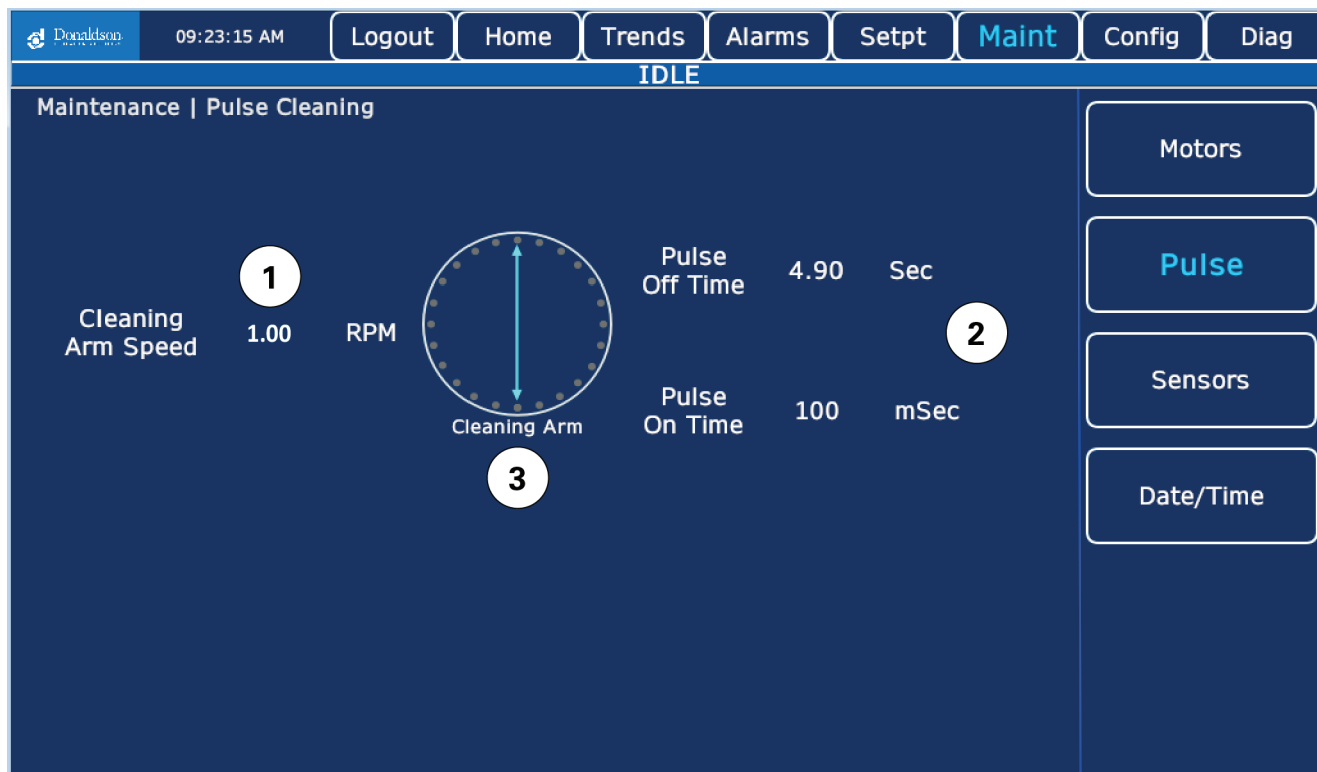 Donaldson
09:23:15 AM
Logout
Home
Trends
Alarms
Setpt
Maint
Config
Diag
IDLE
Maintenance | Pulse Cleaning
Motors
Pulse
Sensors
Date/Time
1
Cleaning
Arm Speed
1.00
RPM
Cleaning Arm
3
Pulse
Off Time
4.90
Sec
2
Pulse
On Time
100
mSec